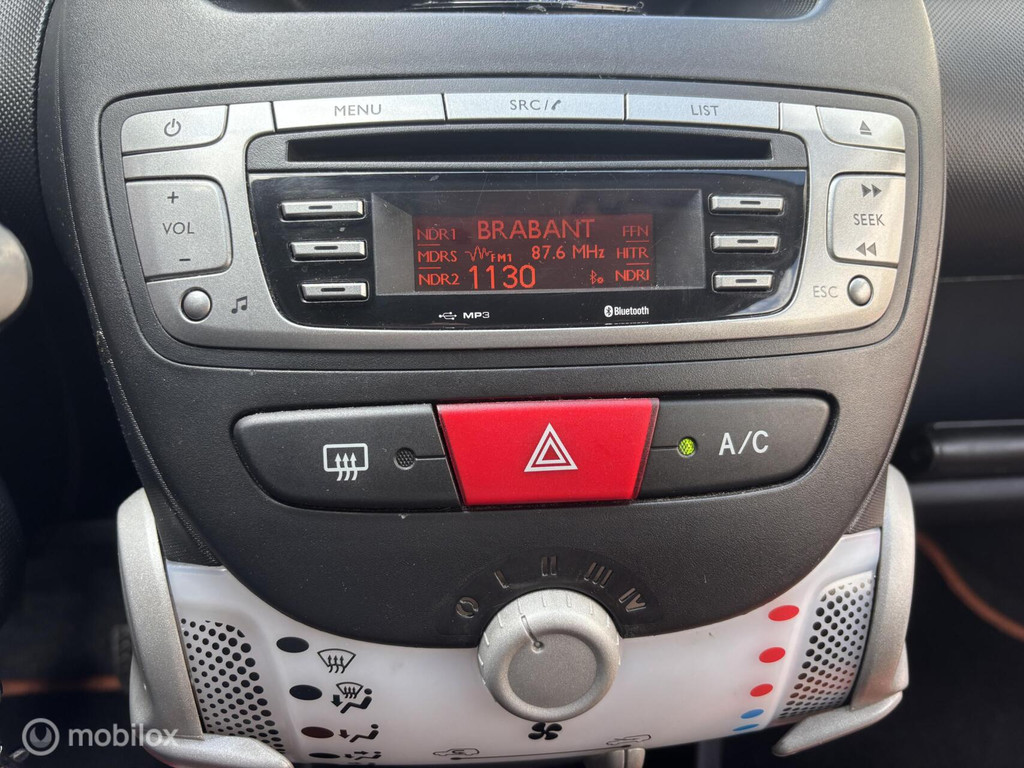 MENU
SRC/
LIST
+
VOL
−
SEEK
ESC
NDR1 BRABANT FFN
MDRS FM1 87.6 MHz HITR
NDR2 1130 NDR1
MP3
Bluetooth
A/C
I II III IV
mobilox